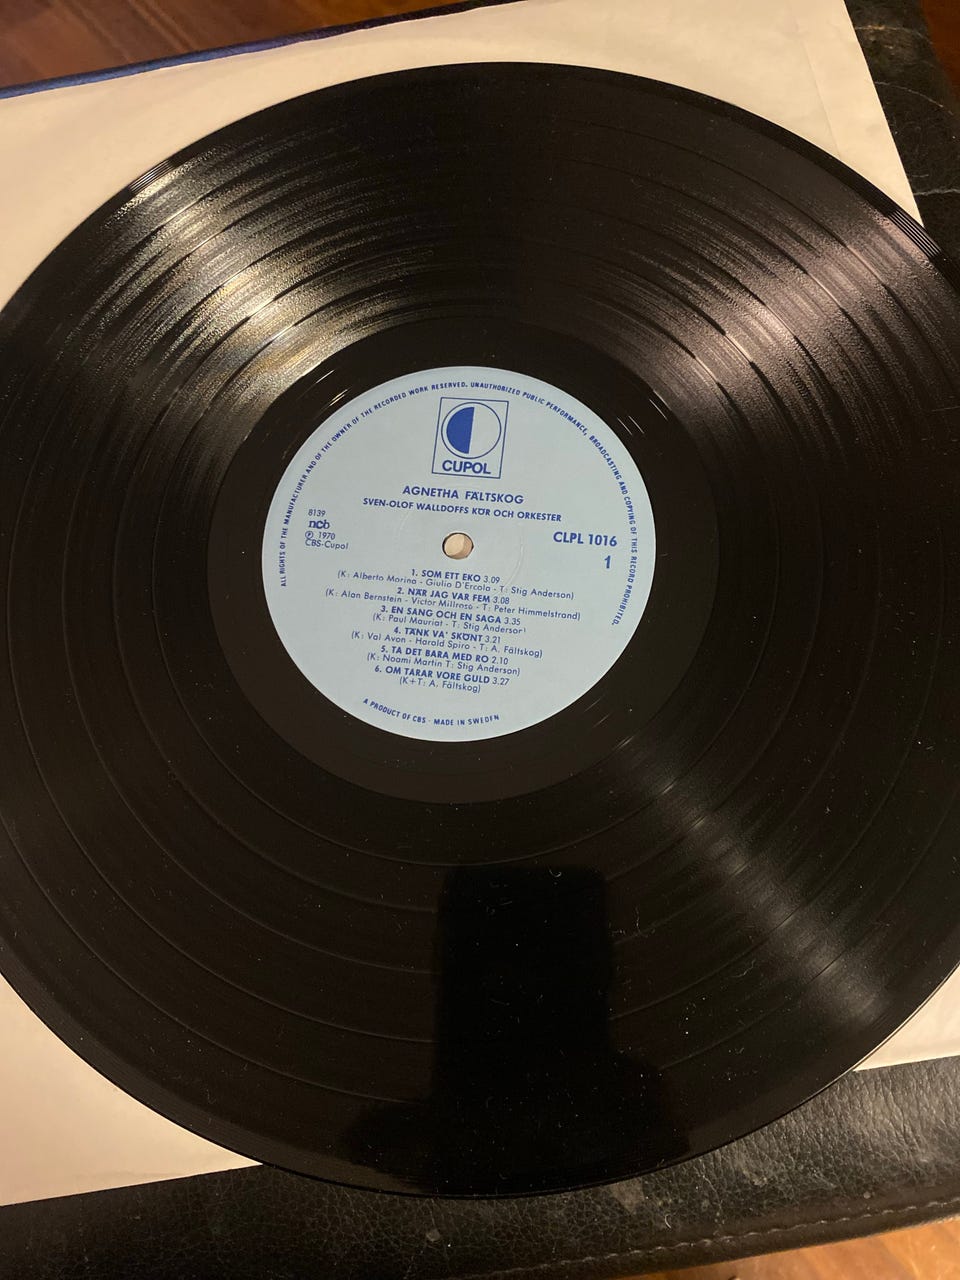 ALL RIGHTS OF THE MANUFACTURER AND OF THE OWNER OF THE RECORDED WORK RESERVED. UNAUTHORIZED PUBLIC PERFORMANCE, BROADCASTING AND COPYING OF THIS RECORD PROHIBITED.
CUPOL
AGNETHA FÄLTSKOG
SVEN-OLOF WALLDOFFS KÖR OCH ORKESTER
8139
ncb
Ⓟ 1970
CBS-Cupol
CLPL 1016
1
1. SOM ETT EKO 3.09
(K: Alberto Morina - Giulio D'Ercola - T: Stig Anderson)
2. NÄR JAG VAR FEM 3.08
(K: Alan Bernstein - Victor Millrose - T: Peter Himmelstrand)
3. EN SANG OCH EN SAGA 3.35
(K: Paul Mauriat - T: Stig Anderson)
4. TÄNK VA' SKÖNT 3.21
(K: Val Avon - Harold Spiro - T: A. Fältskog)
5. TA DET BARA MED RO 2.10
(K: Noami Martin T: Stig Anderson)
6. OM TARAR VORE GULD 3.27
(K+T: A. Fältskog)
A PRODUCT OF CBS · MADE IN SWEDEN